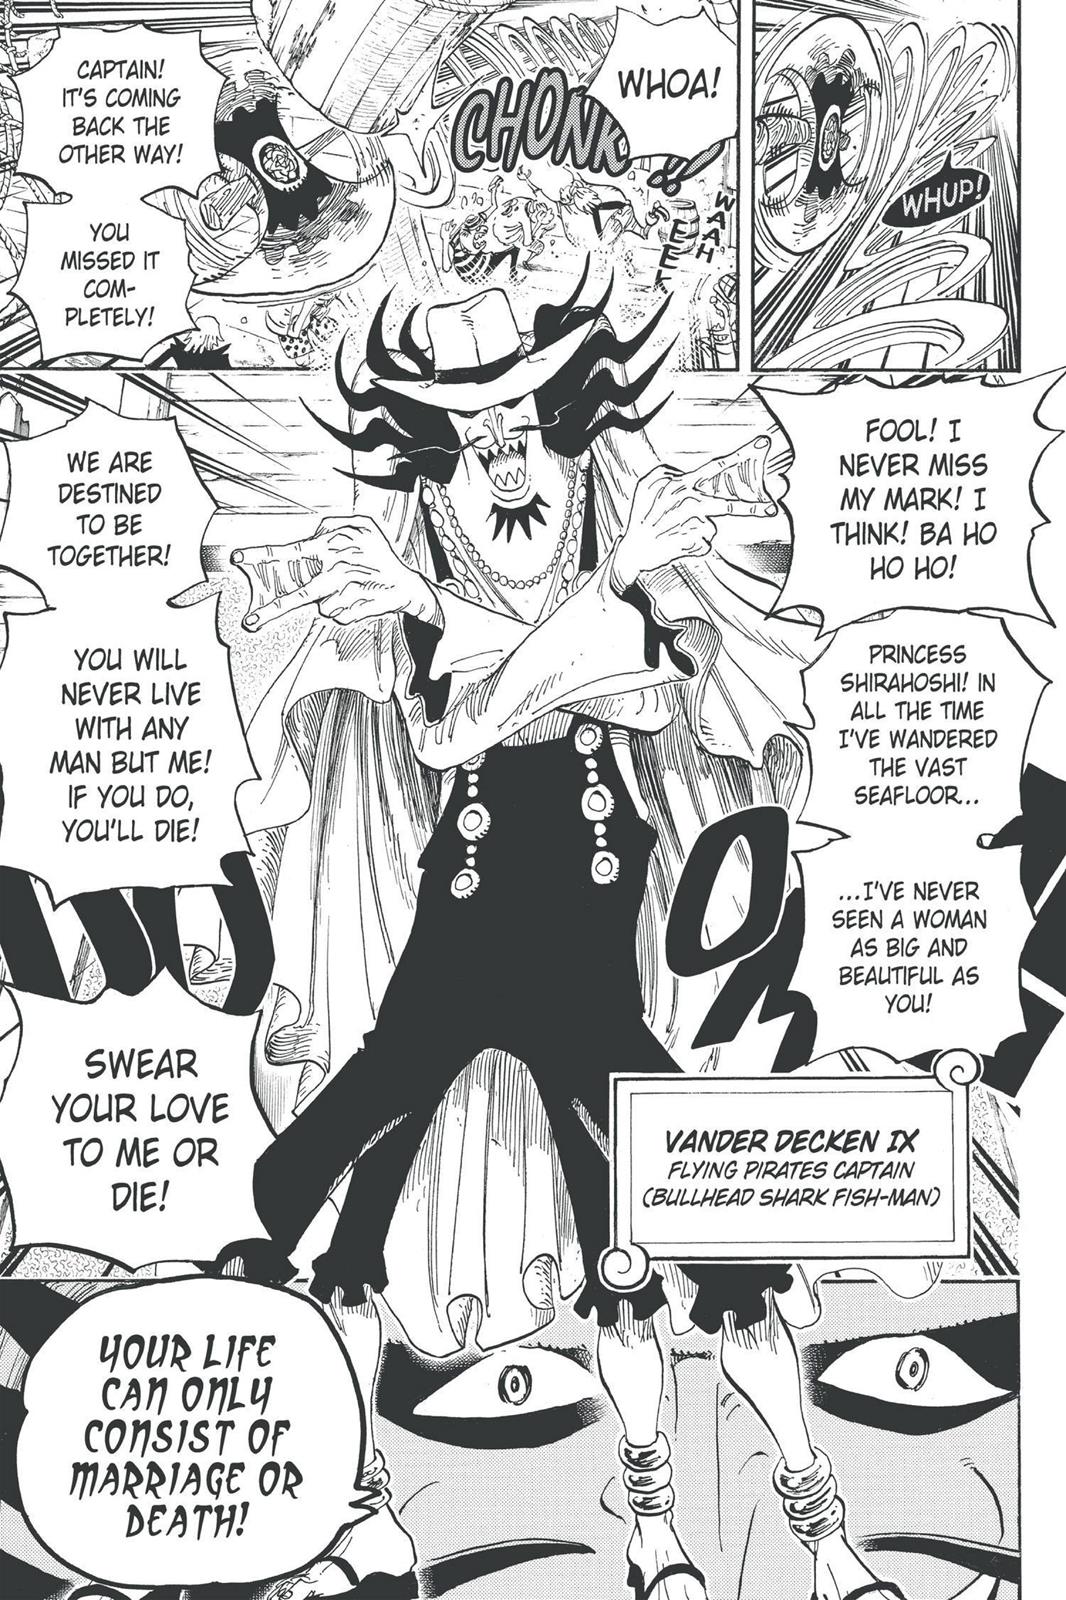 WHUP!
WHOA!
CHONK!!
WAAH
EEEK
CAPTAIN!
IT'S COMING
BACK THE
OTHER WAY!
YOU
MISSED IT
COM-
PLETELY!
FOOL! I
NEVER MISS
MY MARK! I
THINK! BA HO
HO HO!
PRINCESS
SHIRAHOSHI! IN
ALL THE TIME
I'VE WANDERED
THE VAST
SEAFLOOR...
...I'VE NEVER
SEEN A WOMAN
AS BIG AND
BEAUTIFUL AS
YOU!
WE ARE
DESTINED
TO BE
TOGETHER!
YOU WILL
NEVER LIVE
WITH ANY
MAN BUT ME!
IF YOU DO,
YOU'LL DIE!
SWEAR
YOUR LOVE
TO ME OR
DIE!
VANDER DECKEN IX
FLYING PIRATES CAPTAIN
(BULLHEAD SHARK FISH-MAN)
YOUR LIFE
CAN ONLY
CONSIST OF
MARRIAGE OR
DEATH!